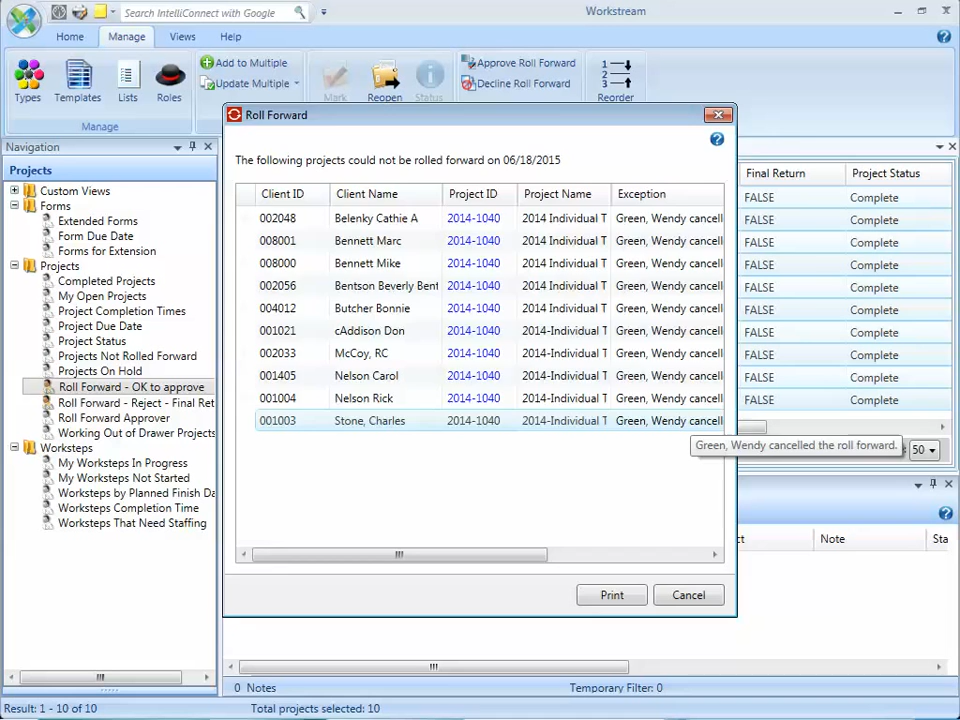 Search IntelliConnect with Google
Workstream
Home
Manage
Views
Help
Types
Templates
Lists
Roles
Add to Multiple
Update Multiple
Mark
Reopen
Status
Approve Roll Forward
Decline Roll Forward
Reorder
Manage
Navigation
Projects
Custom Views
Forms
Extended Forms
Form Due Date
Forms for Extension
Projects
Completed Projects
My Open Projects
Project Completion Times
Project Due Date
Project Status
Projects Not Rolled Forward
Projects On Hold
Roll Forward - OK to approve
Roll Forward - Reject - Final Ret
Roll Forward Approver
Working Out of Drawer Projects
Worksteps
My Worksteps In Progress
My Worksteps Not Started
Worksteps by Planned Finish Da
Worksteps Completion Time
Worksteps That Need Staffing
Roll Forward
The following projects could not be rolled forward on 06/18/2015
Client ID Client Name Project ID Project Name Exception
002048 Belenky Cathie A 2014-1040 2014 Individual T Green, Wendy cancell
008001 Bennett Marc 2014-1040 2014 Individual T Green, Wendy cancell
008000 Bennett Mike 2014-1040 2014 Individual T Green, Wendy cancell
002056 Bentson Beverly Bent 2014-1040 2014 Individual T Green, Wendy cancell
004012 Butcher Bonnie 2014-1040 2014 Individual T Green, Wendy cancell
001021 cAddison Don 2014-1040 2014-Individual T Green, Wendy cancell
002033 McCoy, RC 2014-1040 2014-Individual T Green, Wendy cancell
001405 Nelson Carol 2014-1040 2014-Individual T Green, Wendy cancell
001004 Nelson Rick 2014-1040 2014-Individual T Green, Wendy cancell
001003 Stone, Charles 2014-1040 2014-Individual T Green, Wendy cancell
Green, Wendy cancelled the roll forward.
Print
Cancel
Final Return Project Status
FALSE Complete
FALSE Complete
FALSE Complete
FALSE Complete
FALSE Complete
FALSE Complete
FALSE Complete
FALSE Complete
FALSE Complete
FALSE Complete
50
ct Note Sta
0 Notes
Temporary Filter: 0
Result: 1 - 10 of 10
Total projects selected: 10